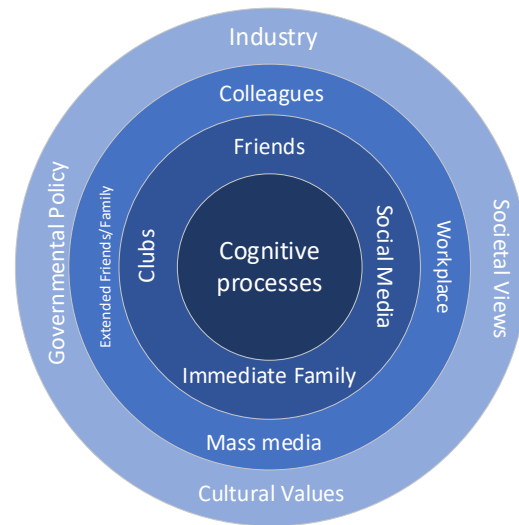 Industry
Colleagues
Friends
Governmental Policy
Extended Friends/Family
Clubs
Cognitive
processes
Social Media
Workplace
Societal Views
Immediate Family
Mass media
Cultural Values